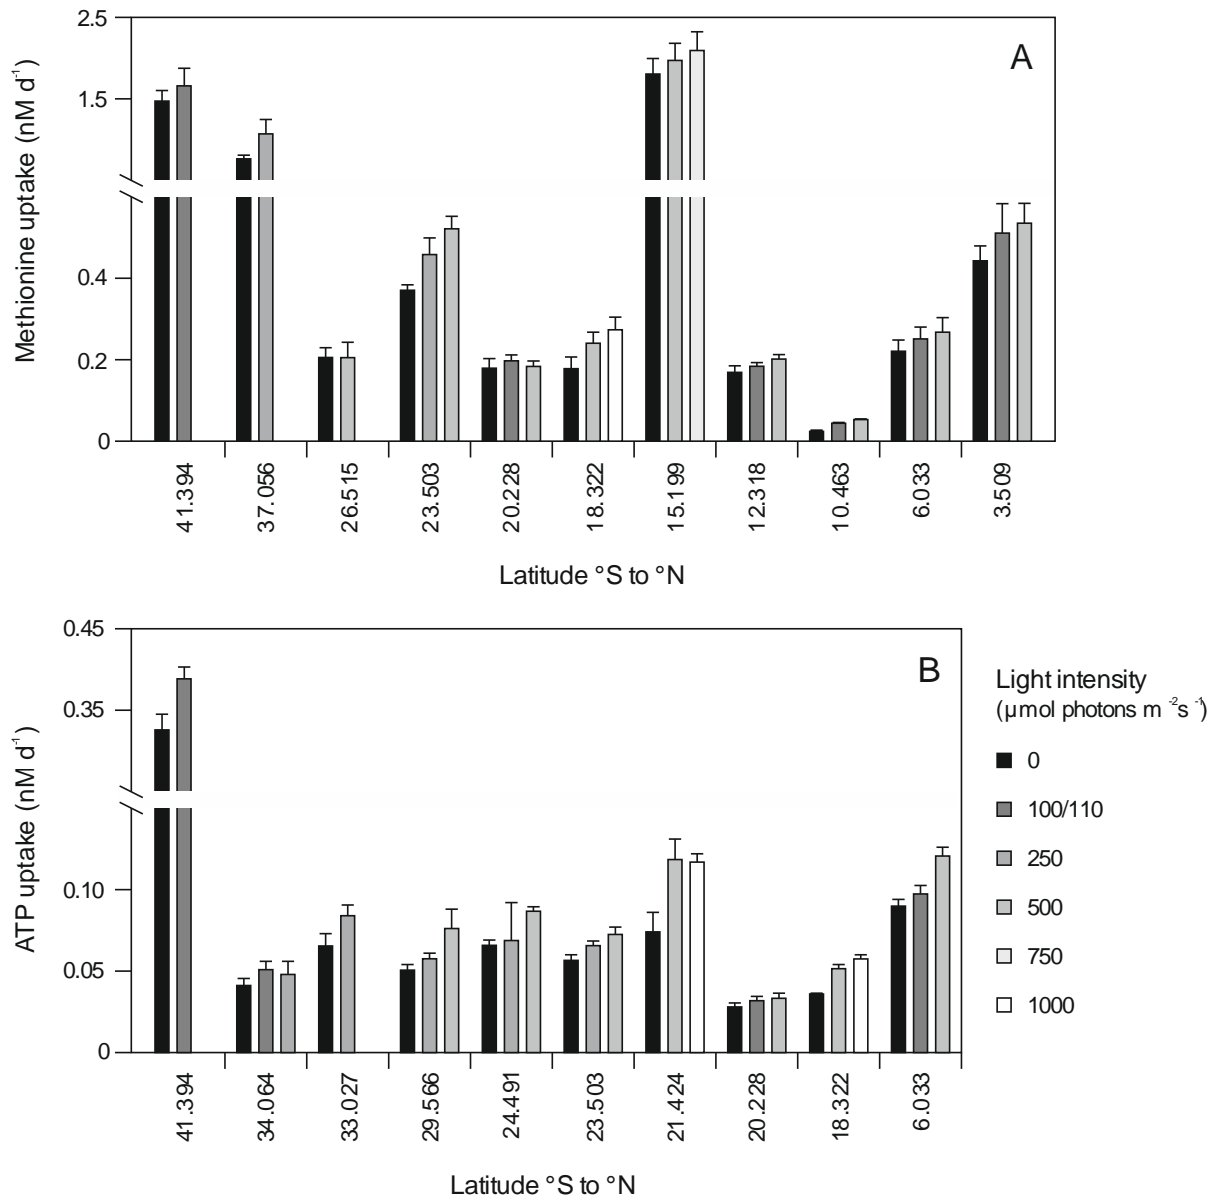 A
Methionine uptake (nM d⁻¹)
2.5
1.5
0.4
0.2
0
41.394 37.056 26.515 23.503 20.228 18.322 15.199 12.318 10.463 6.033 3.509
Latitude °S to °N
B
ATP uptake (nM d⁻¹)
0.45
0.35
0.10
0.05
0
41.394 34.064 33.027 29.566 24.491 23.503 21.424 20.228 18.322 6.033
Latitude °S to °N
Light intensity
(µmol photons m⁻²s⁻¹)
0
100/110
250
500
750
1000